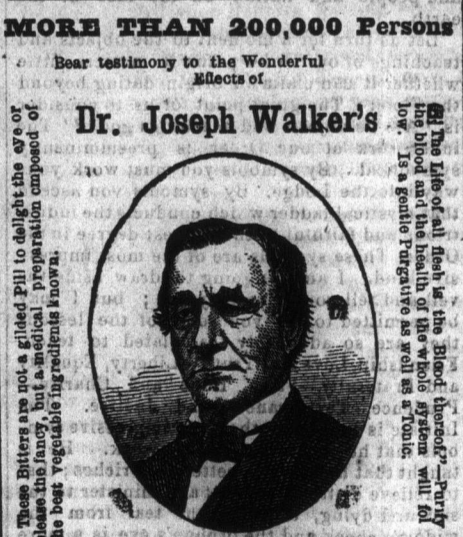 MORE THAN 200,000 Persons
Bear testimony to the Wonderful
Effects of
Dr. Joseph Walker's
These Bitters are not a gilded Pill to delight the eye or
please the fancy, but a medical preparation cmposed of
the best vegetable ingredients known.
The Life of all flesh is the Blood thereof."—Purify
the blood and the health of the whole system will fol
low. Is a gentle Purgative as well as a Tonic.